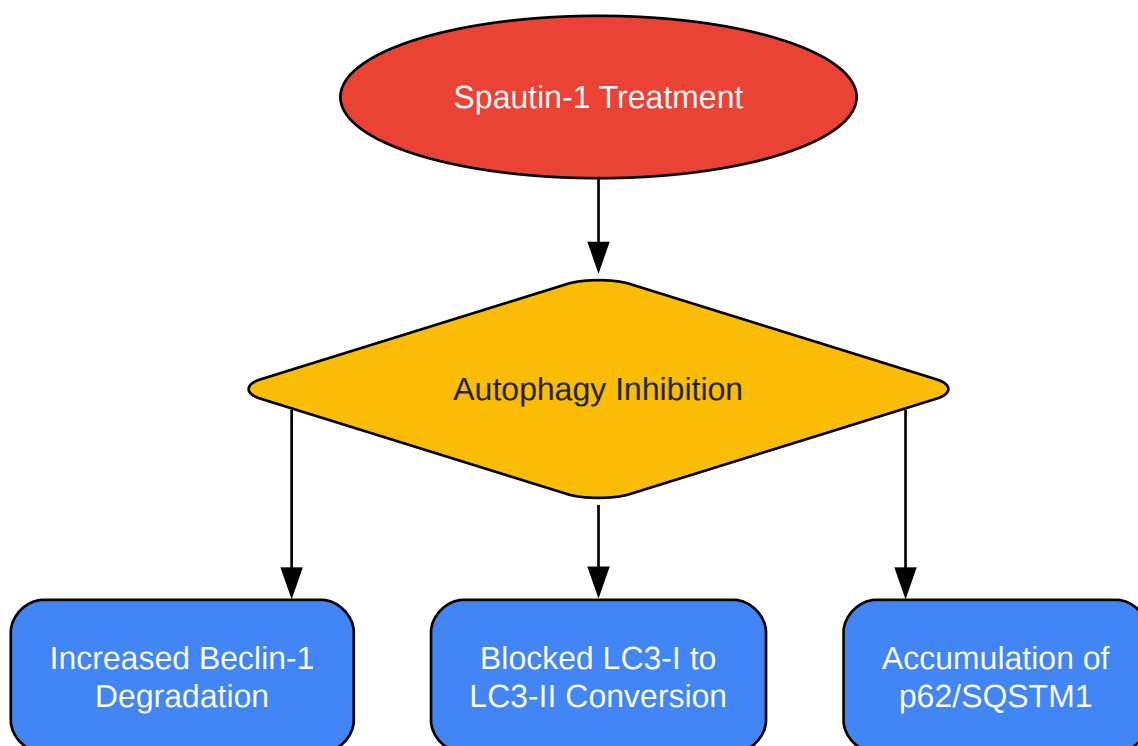 Spautin-1 Treatment
Autophagy Inhibition
Increased Beclin-1
Degradation
Blocked LC3-I to
LC3-II Conversion
Accumulation of
p62/SQSTM1